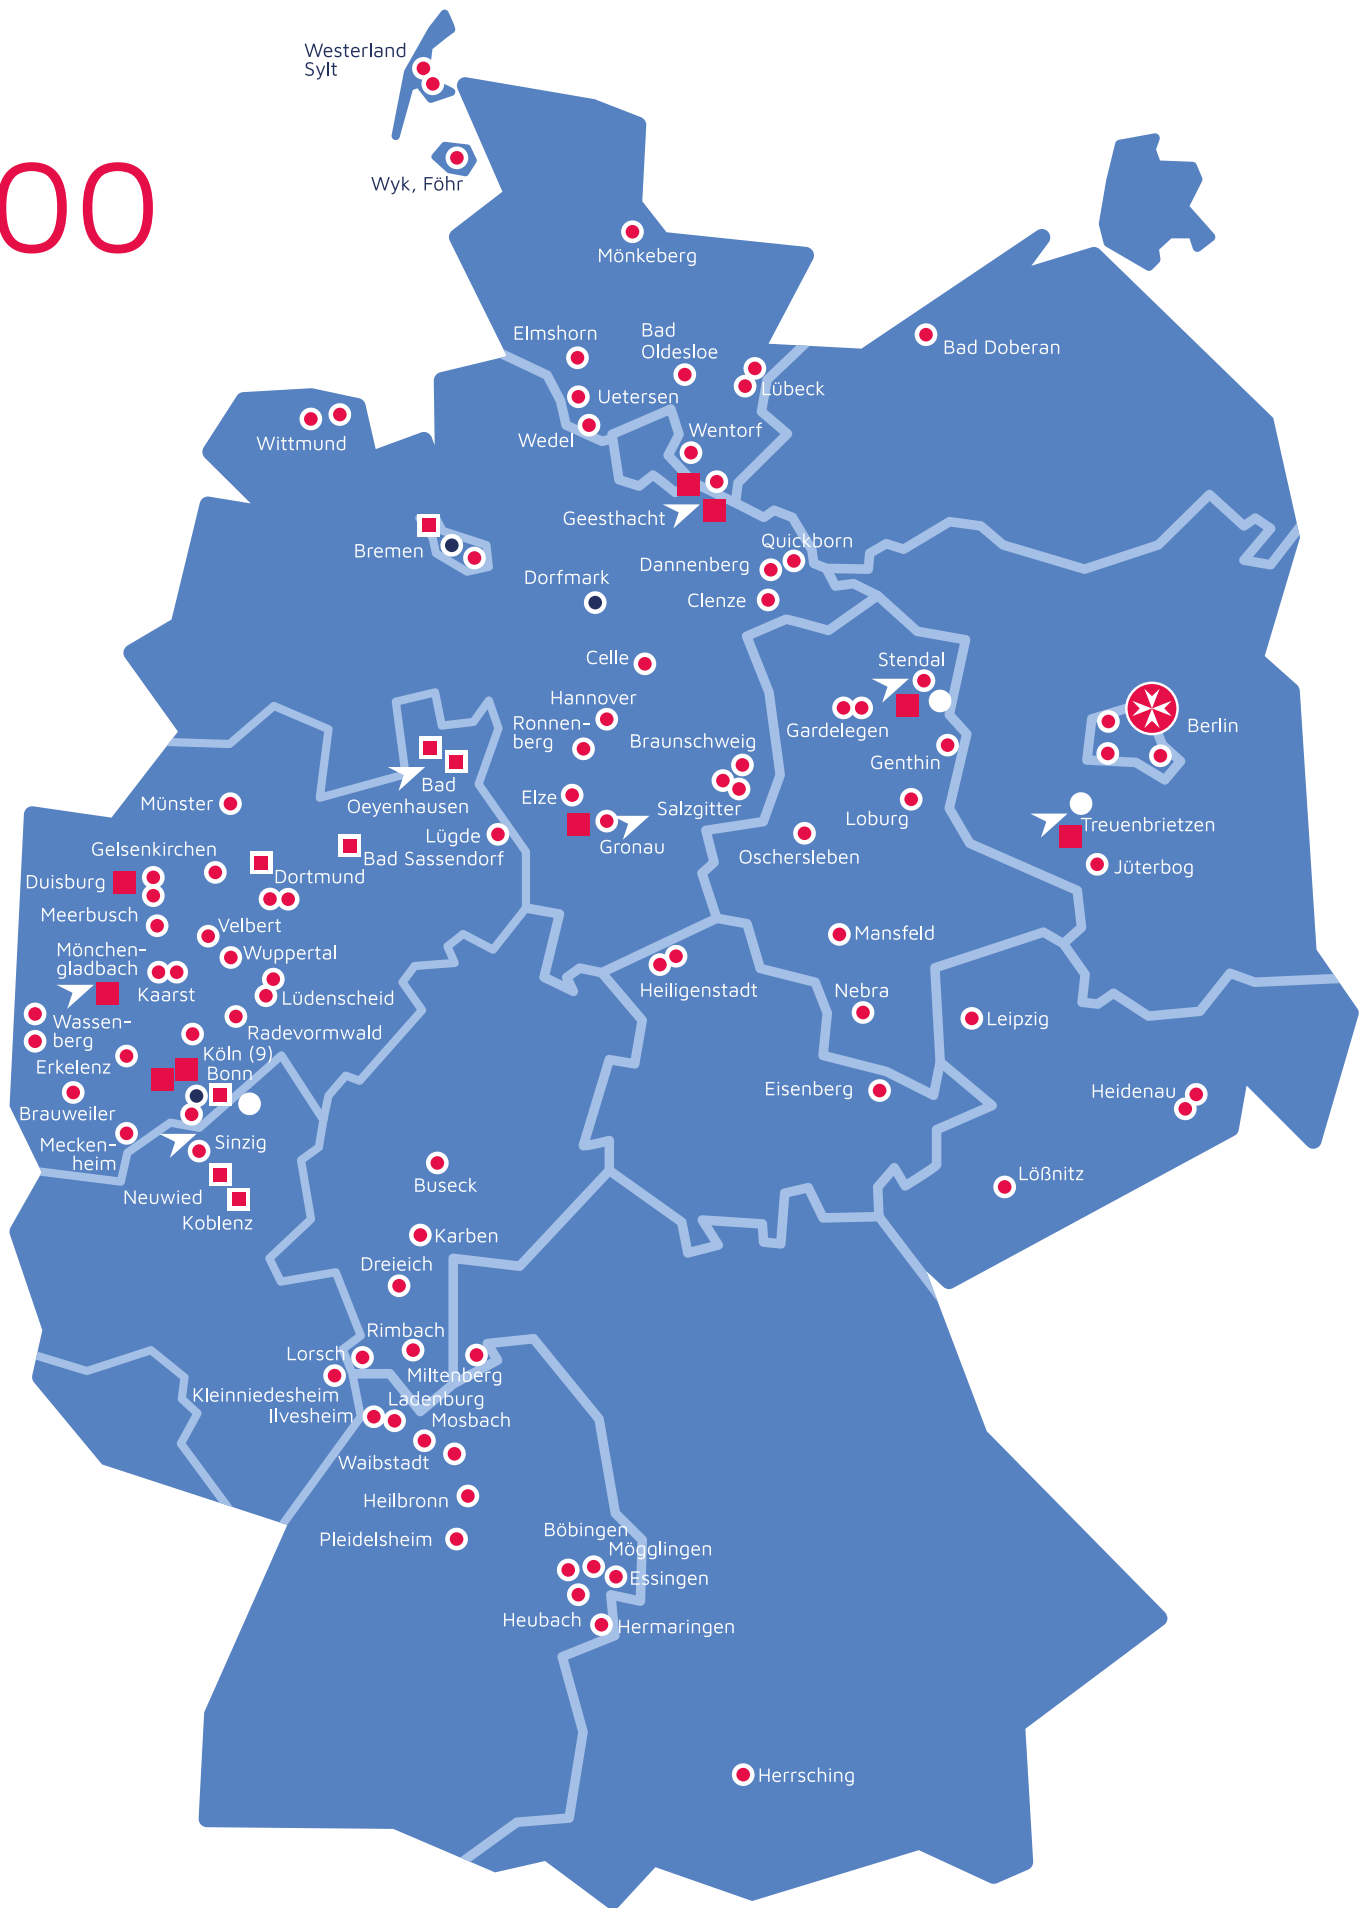 Westerland
Sylt
00
Wyk, Föhr
Mönkeberg
Elmshorn
Bad
Oldesloe
Bad Doberan
Lübeck
Uetersen
Wedel
Wentorf
Wittmund
Geesthacht
Bremen
Quickborn
Dannenberg
Dorfmark
Clenze
Celle
Stendal
Hannover
Ronnen-
berg
Braunschweig
Gardelegen
Berlin
Genthin
Bad
Oeyenhausen
Münster
Elze
Salzgitter
Loburg
Treuenbrietzen
Lügde
Gronau
Oschersleben
Gelsenkirchen
Bad Sassendorf
Jüterbog
Duisburg
Dortmund
Meerbusch
Velbert
Mansfeld
Mönchen-
gladbach
Wuppertal
Kaarst
Lüdenscheid
Heiligenstadt
Nebra
Wassen-
berg
Radevormwald
Leipzig
Köln (9)
Erkelenz
Bonn
Eisenberg
Heidenau
Brauweiler
Mecken-
heim
Sinzig
Neuwied
Koblenz
Buseck
Lößnitz
Karben
Dreieich
Rimbach
Lorsch
Miltenberg
Kleinniedesheim
Ladenburg
Ilvesheim
Mosbach
Waibstadt
Heilbronn
Pleidelsheim
Böbingen
Mögglingen
Essingen
Heubach
Hermaringen
Herrsching